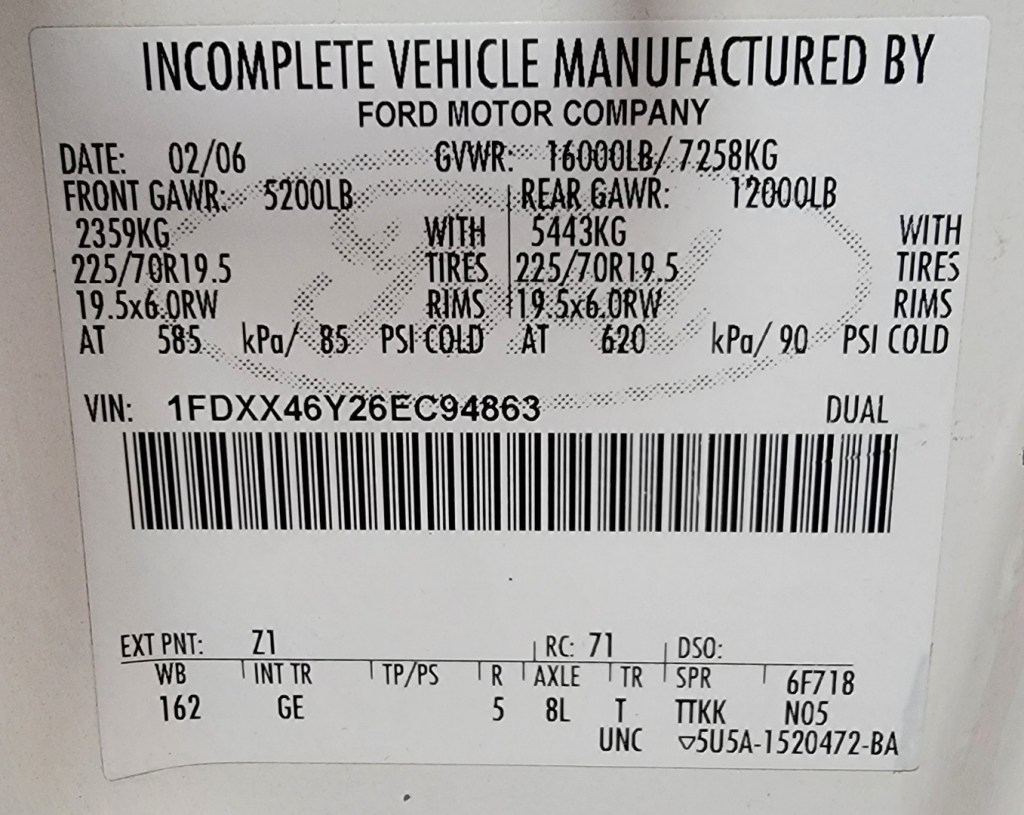 INCOMPLETE VEHICLE MANUFACTURED BY
FORD MOTOR COMPANY
DATE: 02/06 GVWR: 16000LB/ 7258KG
FRONT GAWR: 5200LB REAR GAWR: 12000LB
2359KG WITH 5443KG WITH
225/70R19.5 TIRES 225/70R19.5 TIRES
19.5x6.0RW RIMS 19.5x6.0RW RIMS
AT 585 kPa/ 85 PSI COLD AT 620 kPa/ 90 PSI COLD
VIN: 1FDXX46Y26EC94863 DUAL
EXT PNT: Z1 RC: 71 DSO:
WB INT TR TP/PS R AXLE TR SPR 6F718
162 GE 5 8L T TTKK N05
UNC ▽5U5A-1520472-BA